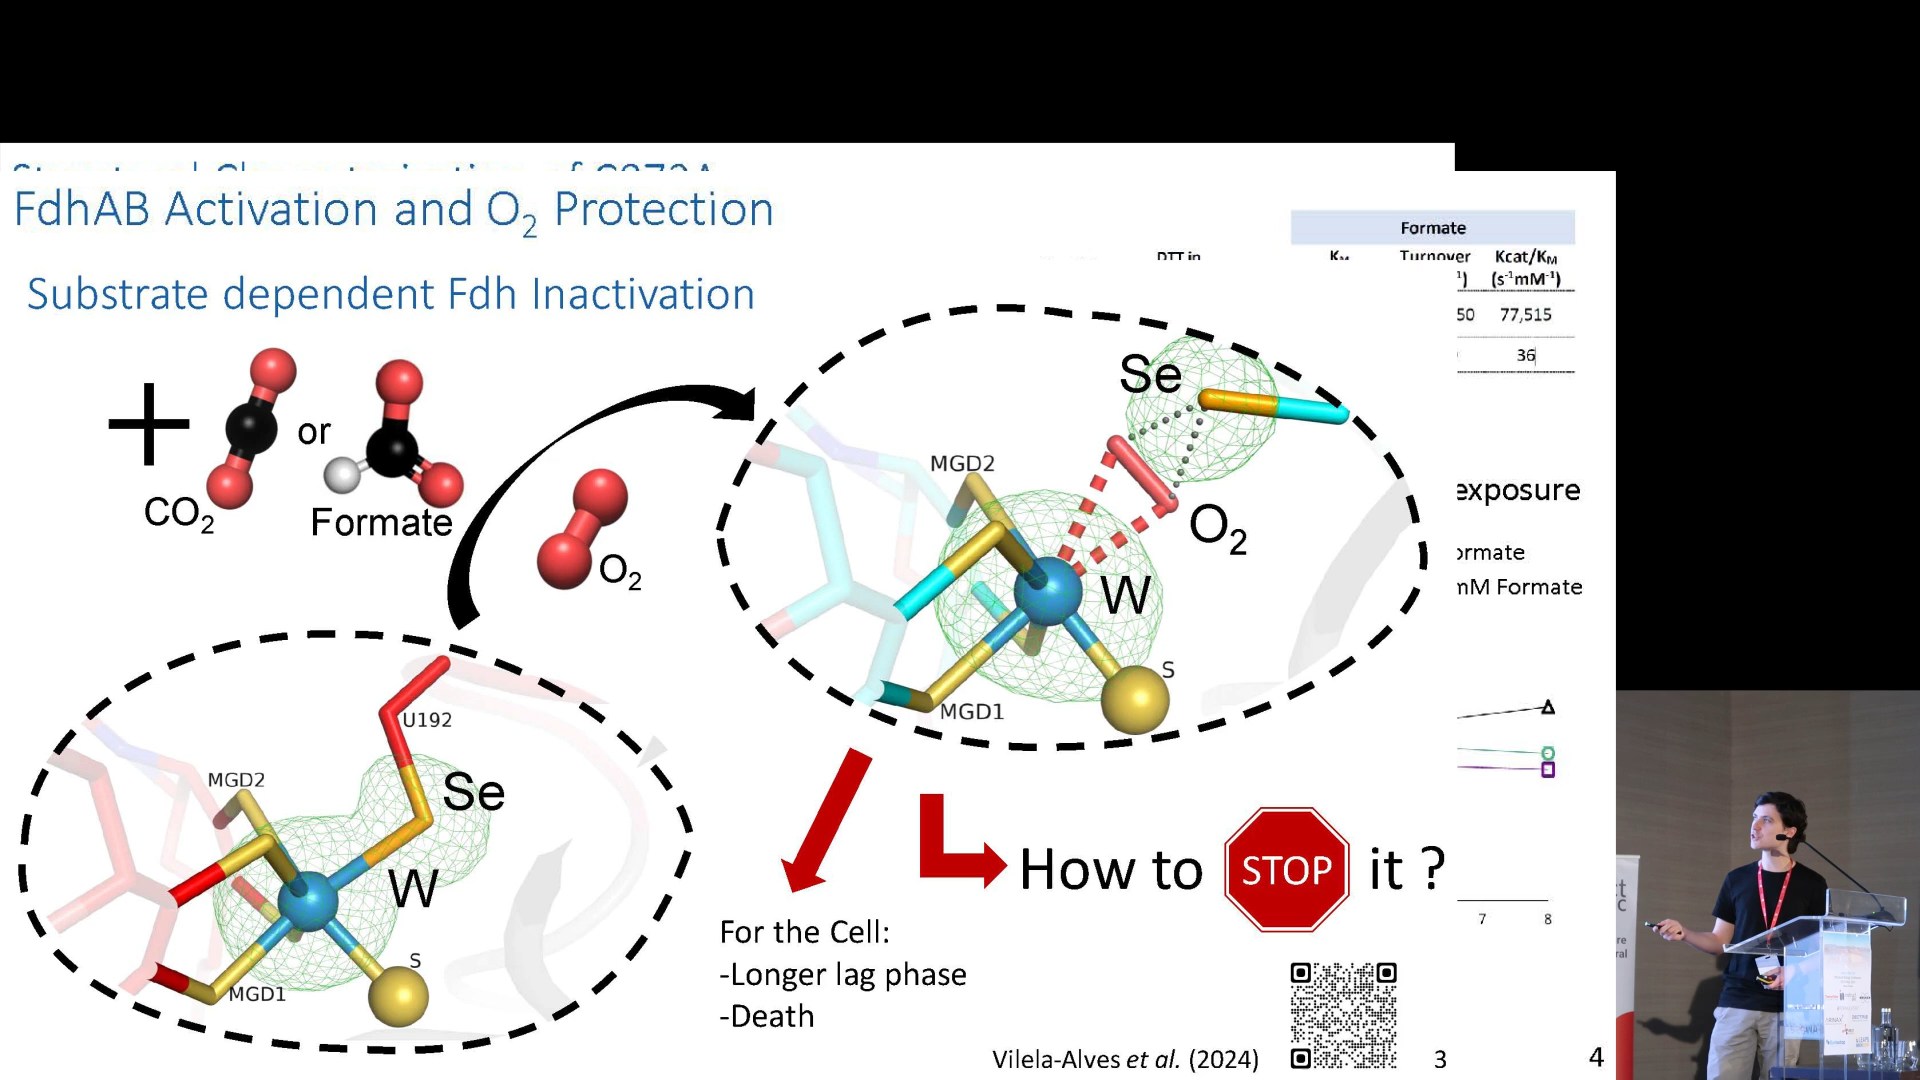 FdhAB Activation and O2 Protection
Formate
DTT in
KM
Turnover
Kcat/KM
(s-1mM-1)
50
77,515
36
Substrate dependent Fdh Inactivation
CO2
or
Formate
O2
Se
MGD2
O2
W
S
MGD1
exposure
ormate
mM Formate
U192
MGD2
Se
W
S
MGD1
How to STOP it ?
7
8
For the Cell:
-Longer lag phase
-Death
Vilela-Alves et al. (2024)
3
4